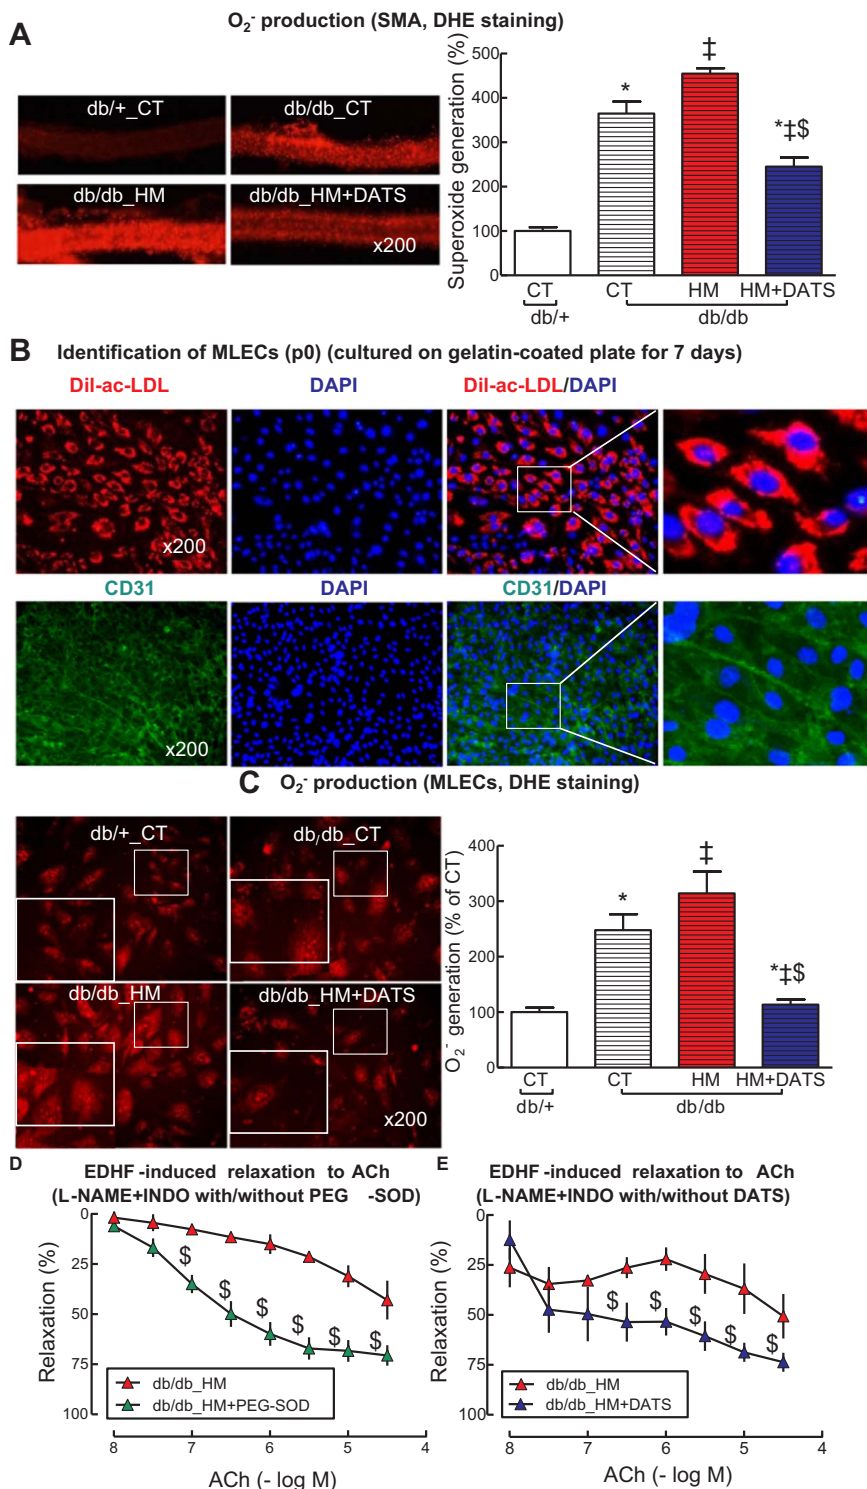 A
O₂⁻ production (SMA, DHE staining)
db/+_CT
db/db_CT
db/db_HM
db/db_HM+DATS
x200
Superoxide generation (%)
500
400
300
200
100
0
*
‡
*‡$
CT
CT
HM
HM+DATS
db/+
db/db
B
Identification of MLECs (p0) (cultured on gelatin-coated plate for 7 days)
Dil-ac-LDL
DAPI
Dil-ac-LDL/DAPI
x200
CD31
DAPI
CD31/DAPI
x200
C
O₂⁻ production (MLECs, DHE staining)
db/+_CT
db/db_CT
db/db_HM
db/db_HM+DATS
x200
O₂⁻ generation (% of CT)
400
300
200
100
0
*
‡
*‡$
CT
CT
HM
HM+DATS
db/+
db/db
D
EDHF-induced relaxation to ACh
(L-NAME+INDO with/without PEG -SOD)
Relaxation (%)
0
25
50
75
100
$
$
$
$
$
$
db/db_HM
db/db_HM+PEG-SOD
8
7
6
5
4
ACh (- log M)
E
EDHF-induced relaxation to ACh
(L-NAME+INDO with/without DATS)
Relaxation (%)
0
25
50
75
100
$
$
$
$
$
db/db_HM
db/db_HM+DATS
8
7
6
5
4
ACh (- log M)